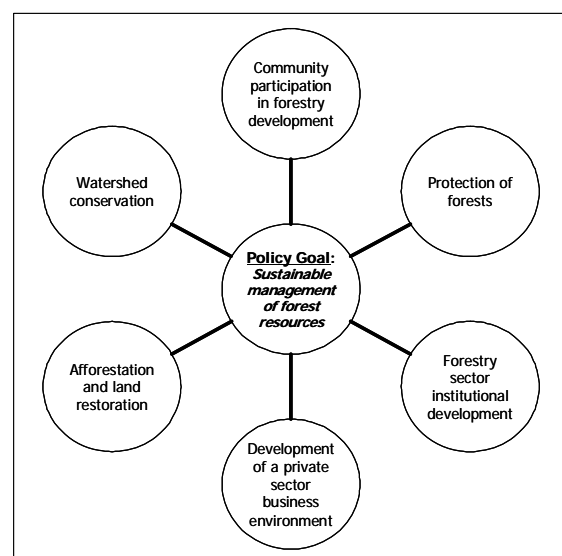 Community
participation
in forestry
development
Watershed
conservation
Protection of
forests
Policy Goal:
Sustainable
management
of forest
resources
Afforestation
and land
restoration
Forestry
sector
institutional
development
Development
of a private
sector
business
environment